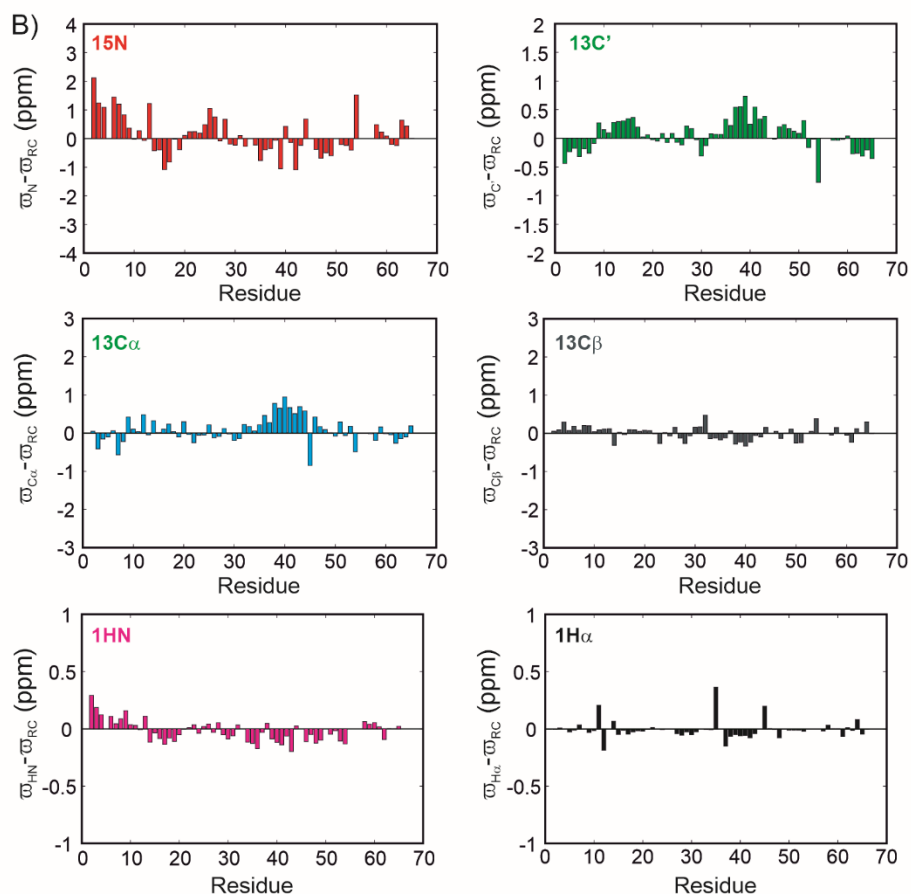 B)
15N
ϖN-ϖRC (ppm)
4
3
2
1
0
-1
-2
-3
-4
0 10 20 30 40 50 60 70
Residue
13C’
ϖC’-ϖRC (ppm)
2
1.5
1
0.5
0
-0.5
-1
-1.5
-2
0 10 20 30 40 50 60 70
Residue
13Cα
ϖCα-ϖRC (ppm)
3
2
1
0
-1
-2
-3
0 10 20 30 40 50 60 70
Residue
13Cβ
ϖCβ-ϖRC (ppm)
3
2
1
0
-1
-2
-3
0 10 20 30 40 50 60 70
Residue
1HN
ϖHN-ϖRC (ppm)
1
0.5
0
-0.5
-1
0 10 20 30 40 50 60 70
Residue
1Hα
ϖHα-ϖRC (ppm)
1
0.5
0
-0.5
-1
0 10 20 30 40 50 60 70
Residue